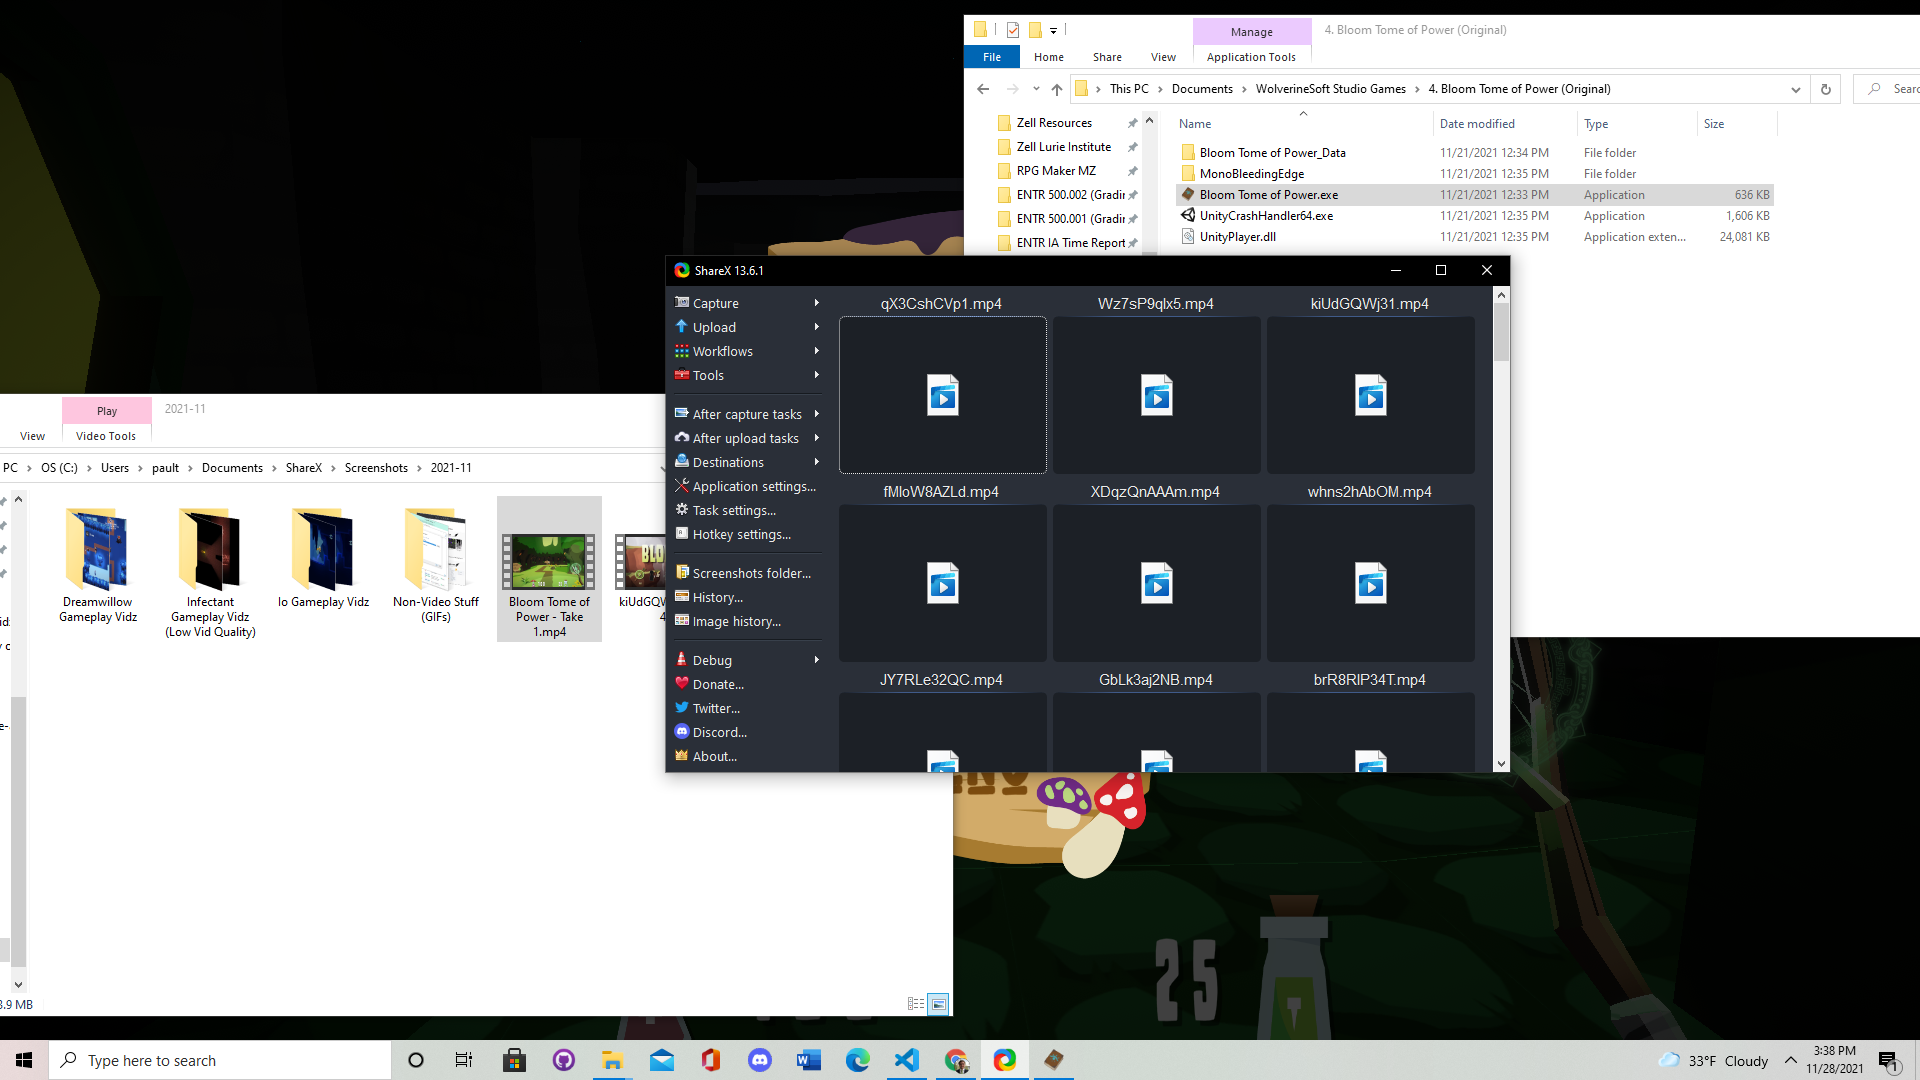 Manage
4. Bloom Tome of Power (Original)
File
Home
Share
View
Application Tools
This PC
Documents
WolverineSoft Studio Games
4. Bloom Tome of Power (Original)
Zell Resources
Zell Lurie Institute
RPG Maker MZ
ENTR 500.002 (Gradir
ENTR 500.001 (Gradir
ENTR IA Time Report
Name
Date modified
Type
Size
Bloom Tome of Power_Data
11/21/2021 12:34 PM
File folder
MonoBleedingEdge
11/21/2021 12:35 PM
File folder
Bloom Tome of Power.exe
11/21/2021 12:33 PM
Application
636 KB
UnityCrashHandler64.exe
11/21/2021 12:35 PM
Application
1,606 KB
UnityPlayer.dll
11/21/2021 12:35 PM
Application exten...
24,081 KB
ShareX 13.6.1
Capture
Upload
Workflows
Tools
After capture tasks
After upload tasks
Destinations
Application settings...
Task settings...
Hotkey settings...
Screenshots folder...
History...
Image history...
Debug
Donate...
Twitter...
Discord...
About...
qX3CshCVp1.mp4
Wz7sP9qlx5.mp4
kiUdGQWj31.mp4
fMloW8AZLd.mp4
XDqzQnAAAm.mp4
whns2hAbOM.mp4
JY7RLe32QC.mp4
GbLk3aj2NB.mp4
brR8RlP34T.mp4
Play
2021-11
View
Video Tools
PC
OS (C:)
Users
pault
Documents
ShareX
Screenshots
2021-11
Dreamwillow
Gameplay Vidz
Infectant
Gameplay Vidz
(Low Vid Quality)
Io Gameplay Vidz
Non-Video Stuff
(GIFs)
Bloom Tome of
Power - Take
1.mp4
kiUdGQW
4
BLO
3.9 MB
25
Type here to search
33°F Cloudy
3:38 PM
11/28/2021
1